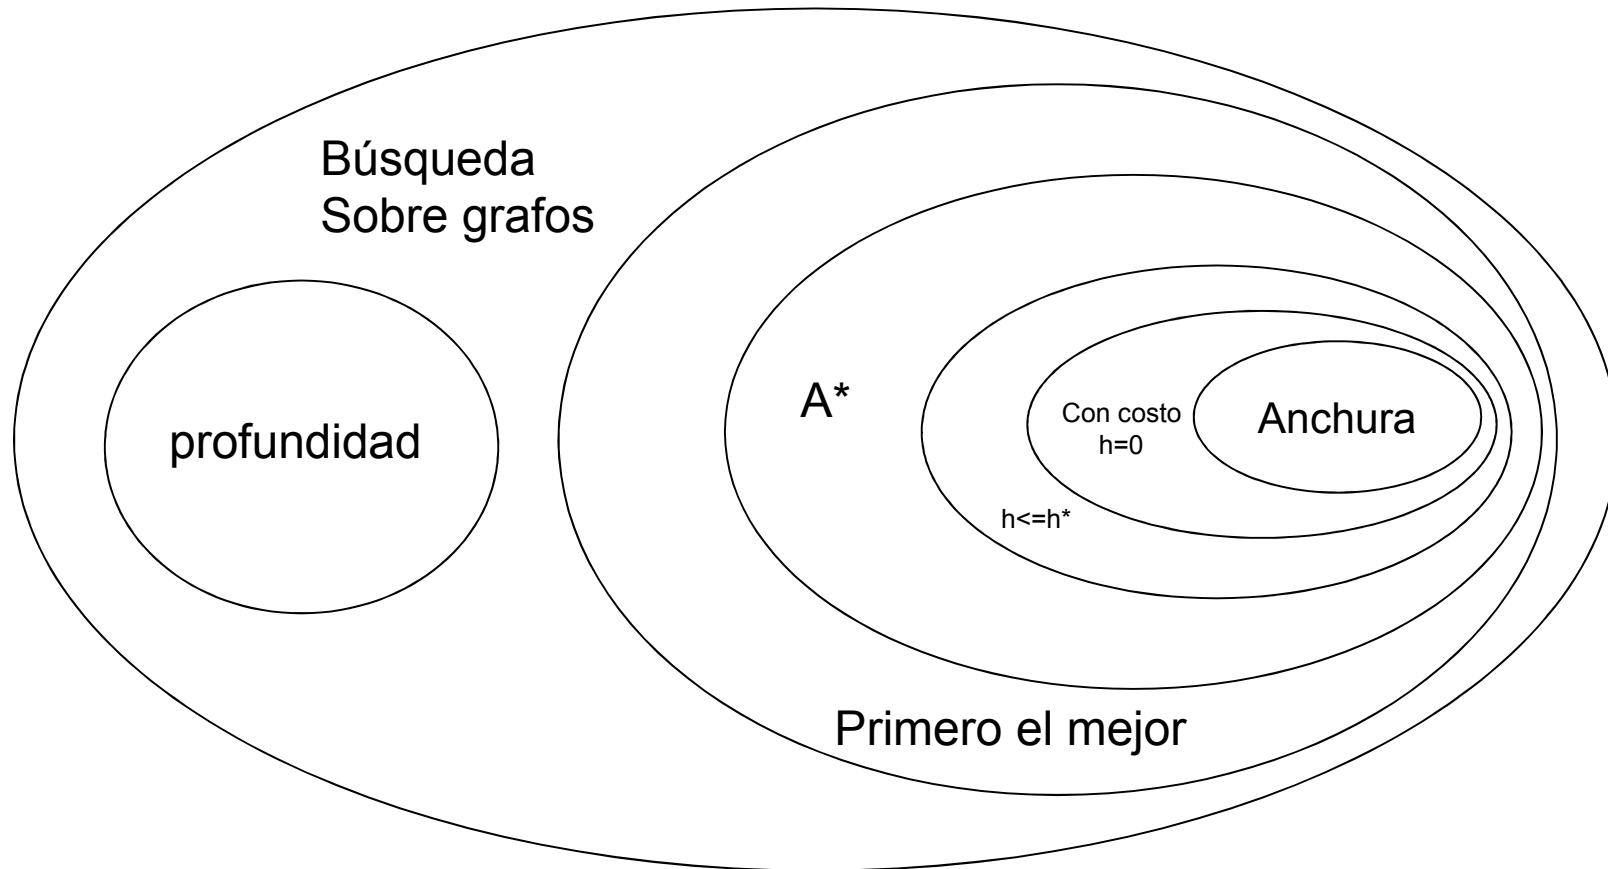 Búsqueda
Sobre grafos
profundidad
A*
Con costo
h=0
Anchura
h<=h*
Primero el mejor